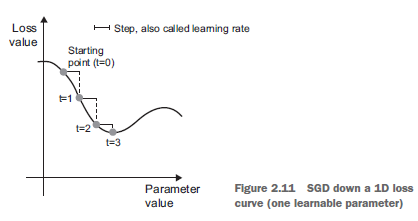 Loss
value
Step, also called learning rate
Starting
point (t=0)
t=1
t=2
t=3
Parameter
value
Figure 2.11 SGD down a 1D loss
curve (one learnable parameter)